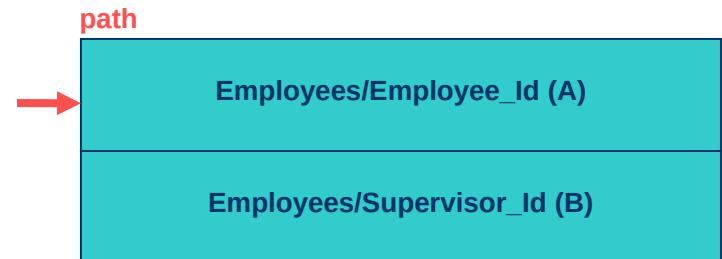 path
Employees/Employee_Id (A)
Employees/Supervisor_Id (B)